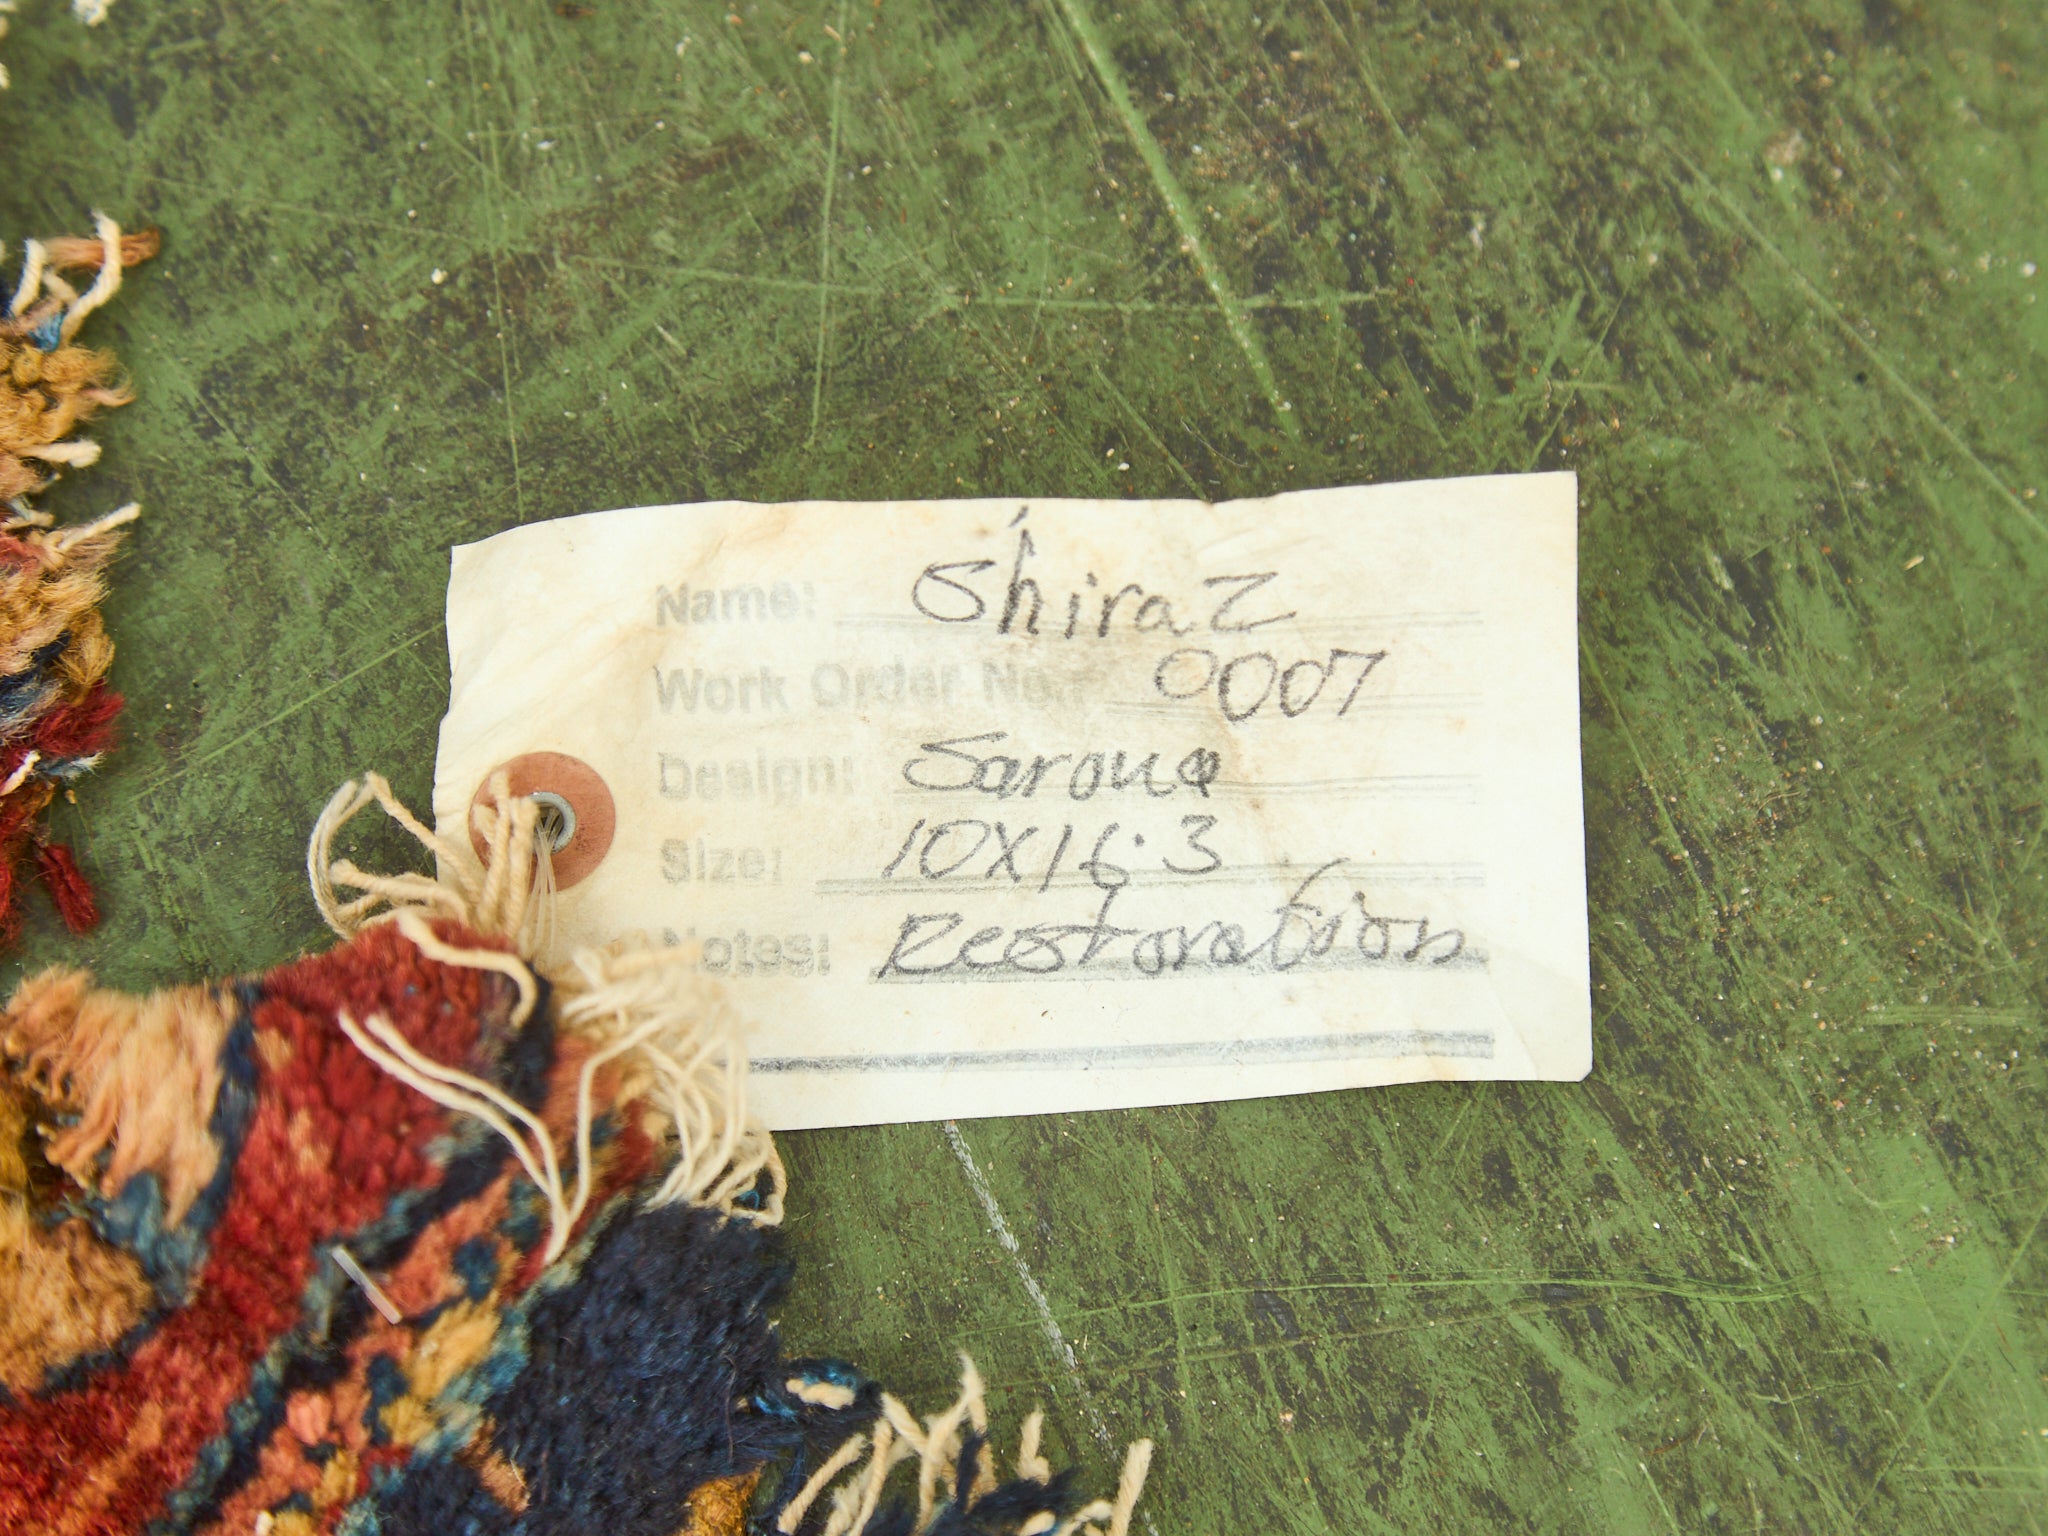 Name: Shiraz
Work Order No.: 0007
Design: Sarouq
Size: 10X16.3
Notes: Restoration